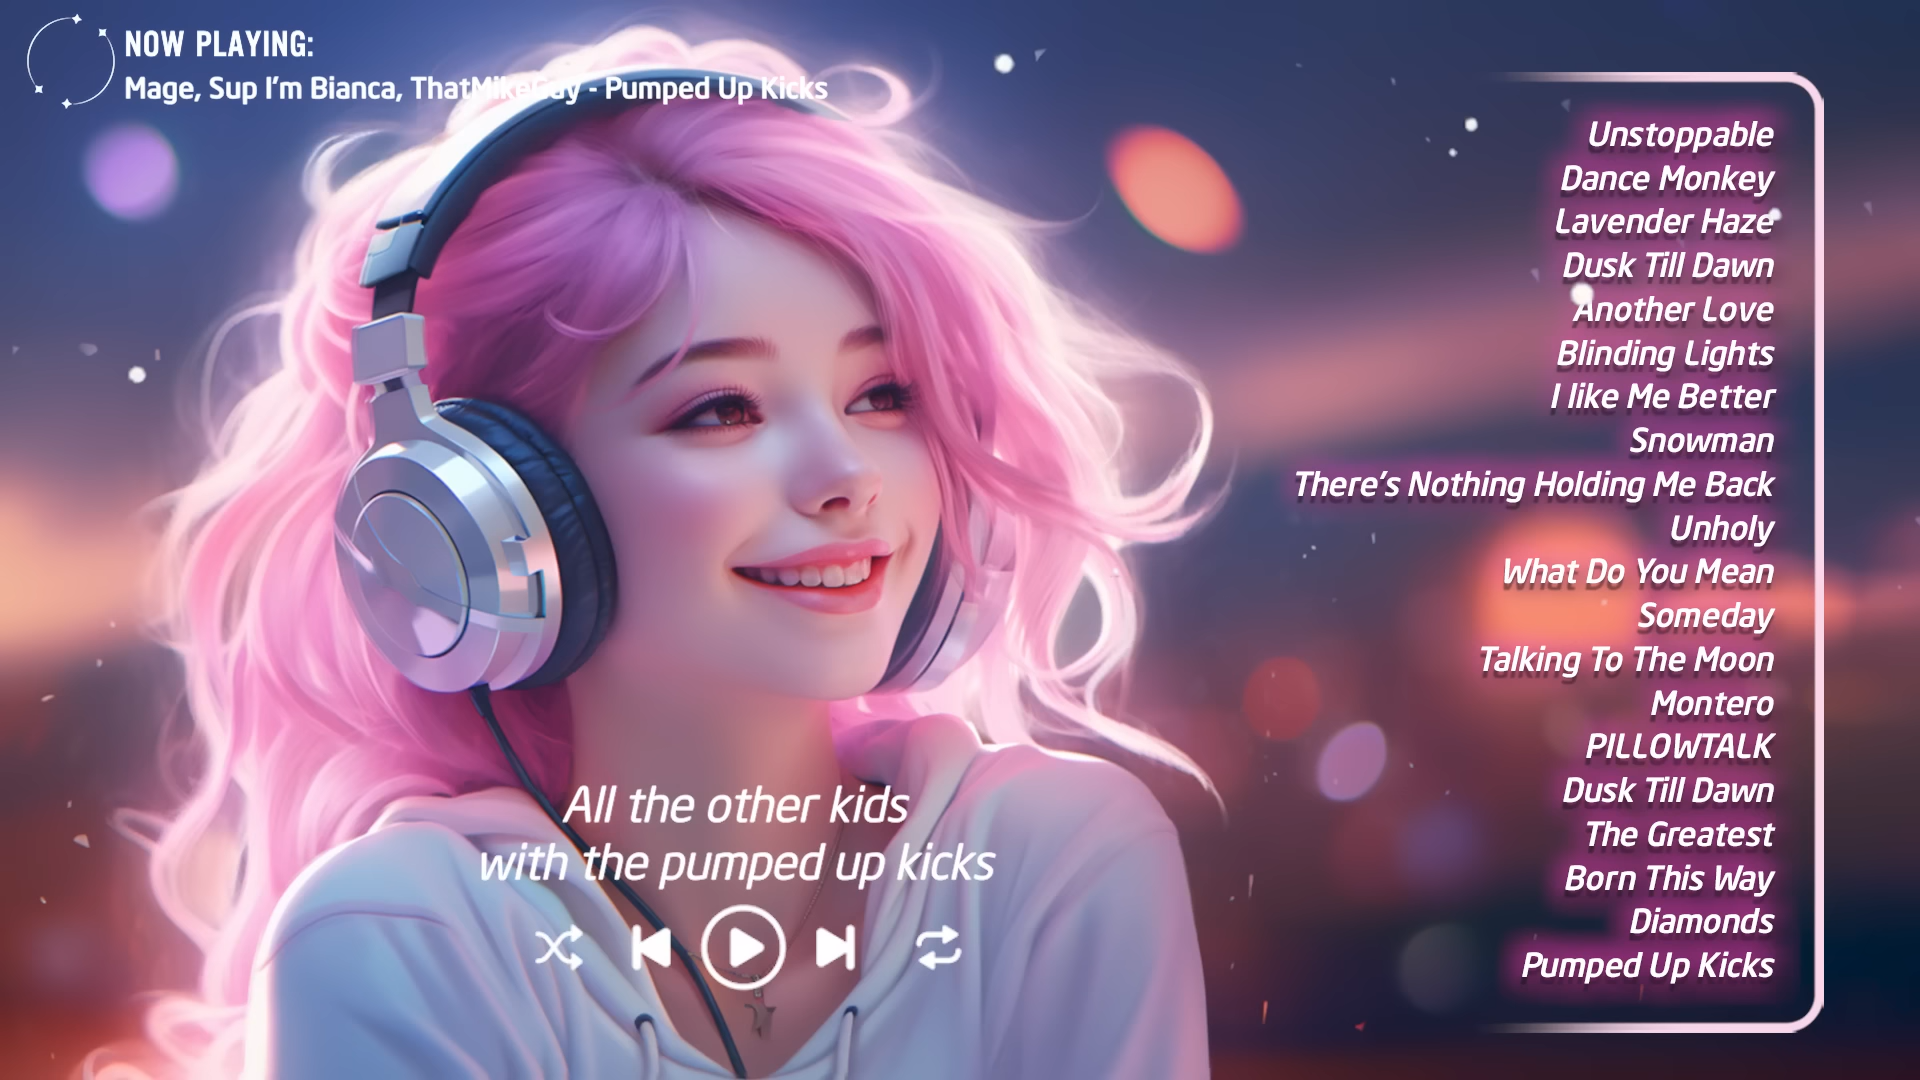 NOW PLAYING:
Mage, Sup I'm Bianca, ThatMikeGuy - Pumped Up Kicks
Unstoppable
Dance Monkey
Lavender Haze
Dusk Till Dawn
Another Love
Blinding Lights
I like Me Better
Snowman
There's Nothing Holding Me Back
Unholy
What Do You Mean
Someday
Talking To The Moon
Montero
PILLOWTALK
Dusk Till Dawn
The Greatest
Born This Way
Diamonds
Pumped Up Kicks
All the other kids
with the pumped up kicks